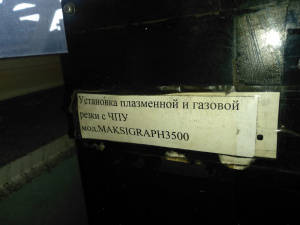 Установка плазменной и газовой
резки с ЧПУ
мод.MAKSIGRAPH3500